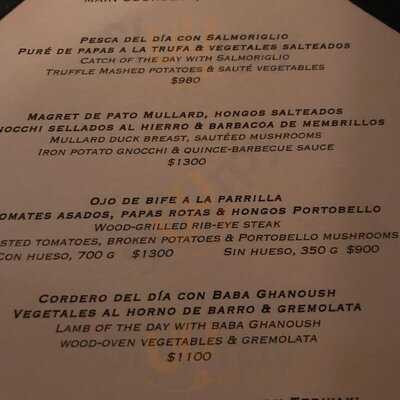 Pesca del día con Salmoriglio
Puré de papas a la trufa & vegetales salteados
Catch of the day with Salmoriglio
Truffle Mashed potatoes & sauté vegetables
$980
Magret de pato Mullard, hongos salteados
nocchi sellados al hierro & barbacoa de membrillos
Mullard duck breast, sautéed mushrooms
Iron potato gnocchi & quince-barbecue sauce
$1300
Ojo de bife a la parrilla
omates asados, papas rotas & hongos Portobello
Wood-grilled rib-eye steak
sted tomatoes, broken potatoes & Portobello mushrooms
Con hueso, 700 g $1300 Sin hueso, 350 g $900
Cordero del día con Baba Ghanoush
Vegetales al horno de barro & gremolata
Lamb of the day with baba ghanoush
wood-oven vegetables & gremolata
$1100